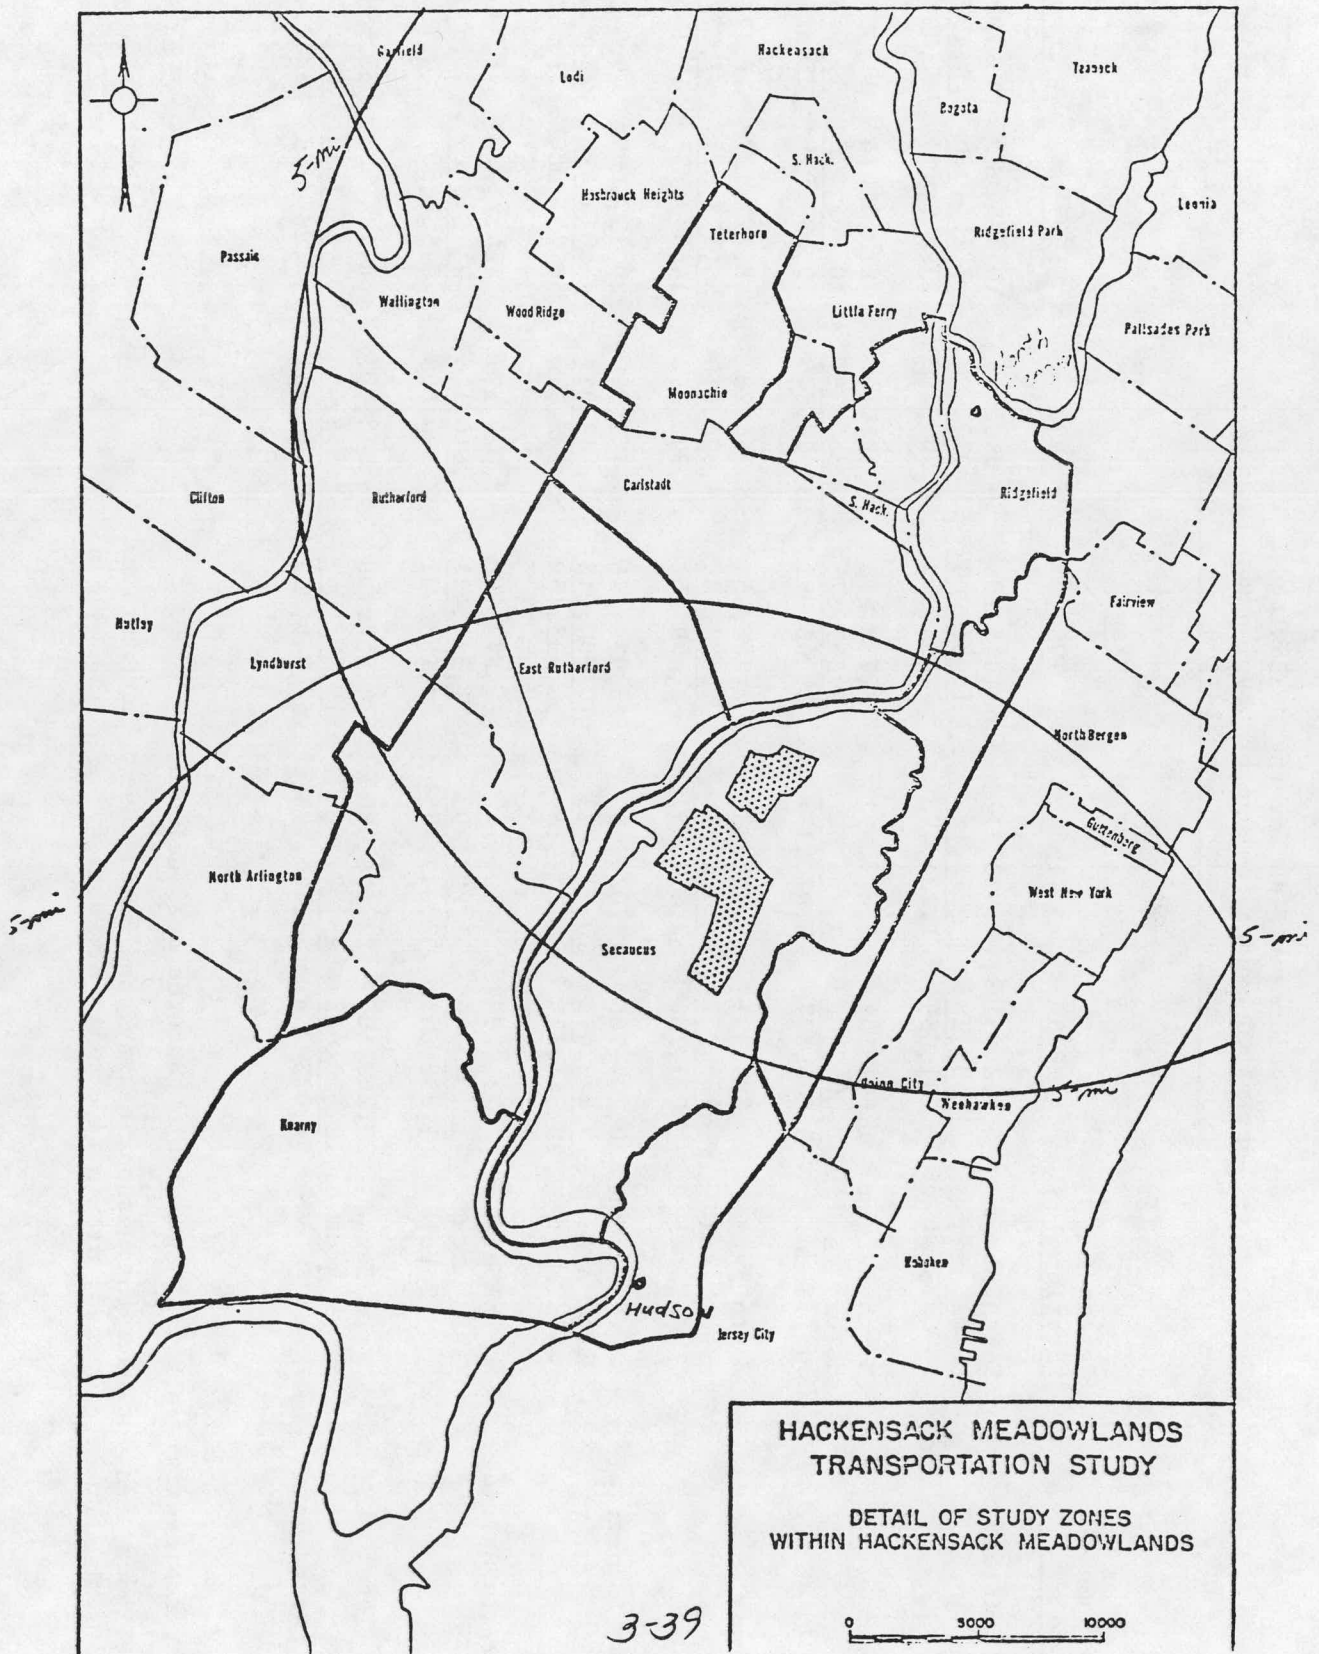 Garfield
Lodi
Hackensack
Teaneck
Bogota
5-mi
S. Hack.
Hasbrouck Heights
Leonia
Teterboro
Ridgefield Park
Passaic
Wallington
Wood Ridge
Little Ferry
Palisades Park
North
Moonachie
Clifton
Rutherford
Carlstadt
S. Hack.
Ridgefield
Fairview
Nutley
Lyndhurst
East Rutherford
North Bergen
Guttenberg
North Arlington
West New York
5-mi
5-mi
Secaucus
Union City
5-mi
Weehawken
Kearny
Hoboken
Hudson
Jersey City
HACKENSACK MEADOWLANDS
TRANSPORTATION STUDY
DETAIL OF STUDY ZONES
WITHIN HACKENSACK MEADOWLANDS
3-39
0 5000 10000